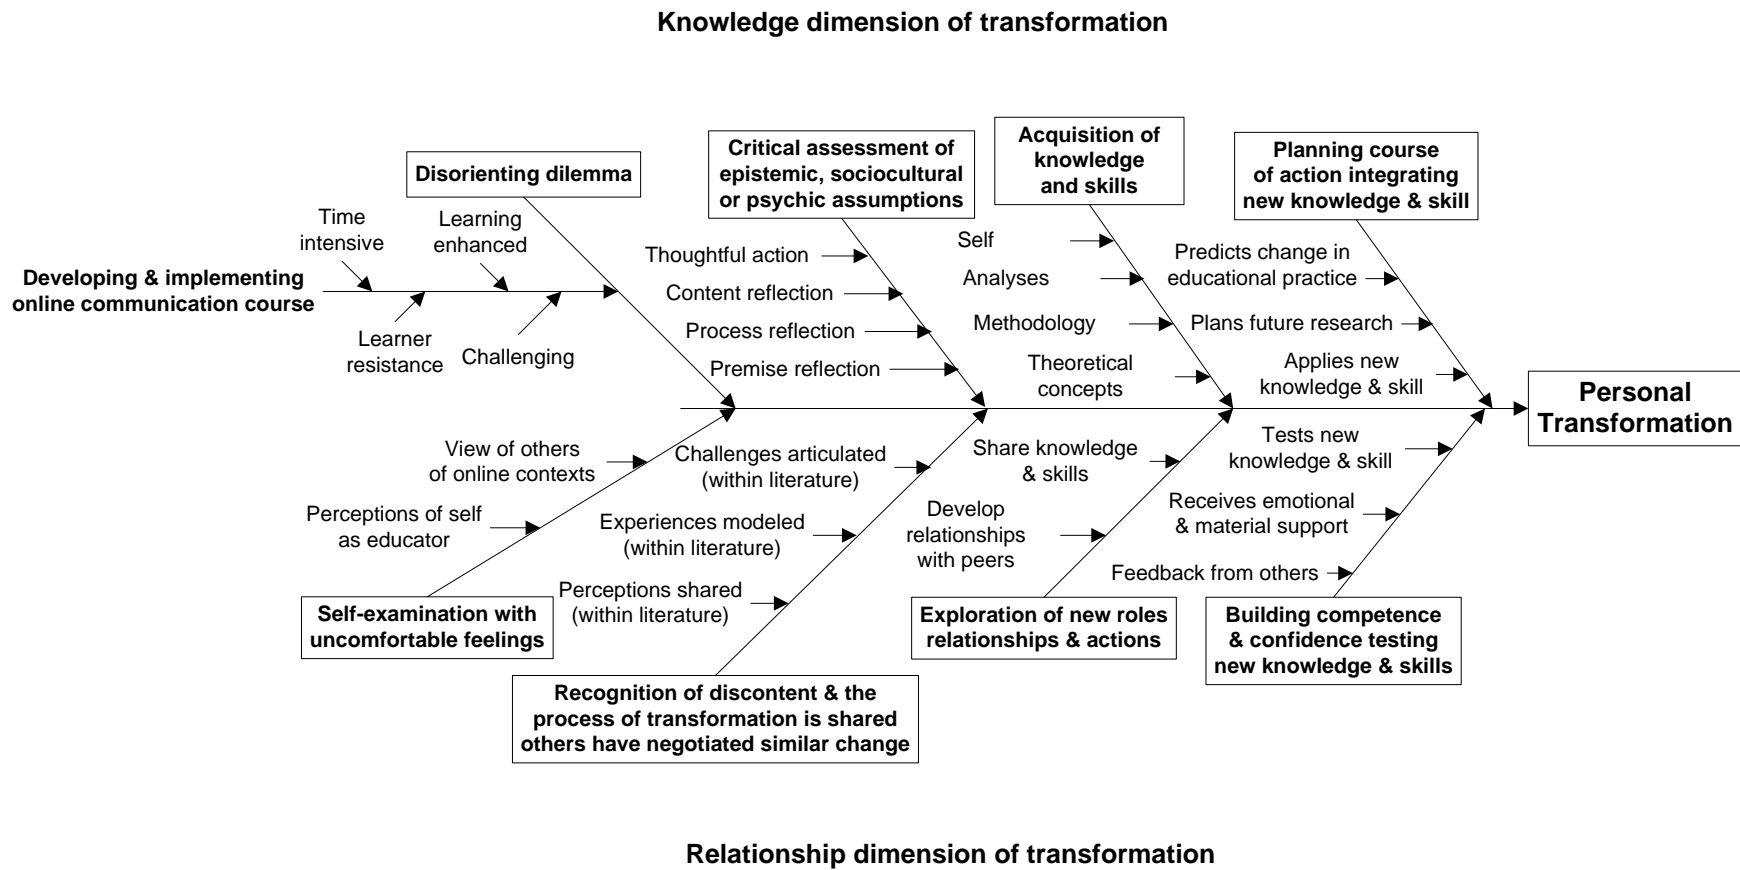 Knowledge dimension of transformation
Disorienting dilemma
Critical assessment of
epistemic, sociocultural
or psychic assumptions
Acquisition of
knowledge
and skills
Planning course
of action integrating
new knowledge & skill
Developing & implementing
online communication course
Time
intensive
Learning
enhanced
Learner
resistance
Challenging
Thoughtful action
Content reflection
Process reflection
Premise reflection
Self
Analyses
Methodology
Theoretical
concepts
Predicts change in
educational practice
Plans future research
Applies new
knowledge & skill
Personal
Transformation
View of others
of online contexts
Perceptions of self
as educator
Self-examination with
uncomfortable feelings
Challenges articulated
(within literature)
Experiences modeled
(within literature)
Perceptions shared
(within literature)
Recognition of discontent & the
process of transformation is shared
others have negotiated similar change
Share knowledge
& skills
Develop
relationships
with peers
Exploration of new roles
relationships & actions
Tests new
knowledge & skill
Receives emotional
& material support
Feedback from others
Building competence
& confidence testing
new knowledge & skills
Relationship dimension of transformation